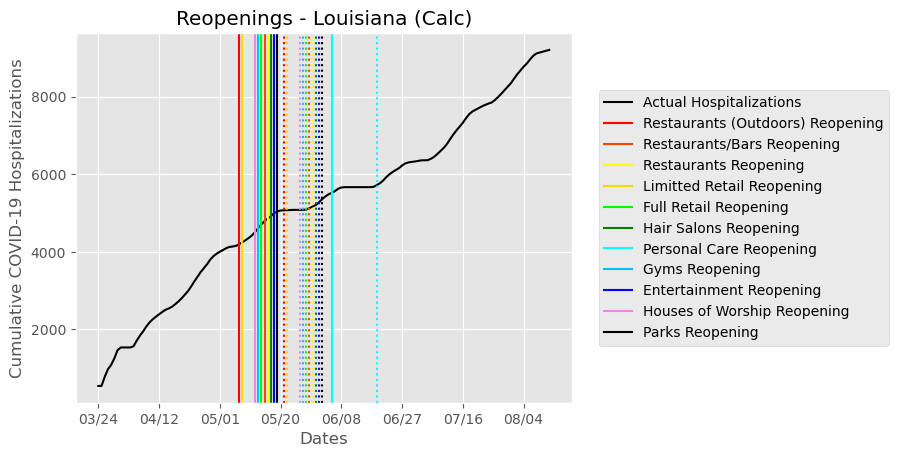 Reopenings - Louisiana (Calc)
Cumulative COVID-19 Hospitalizations
8000
6000
4000
2000
03/24
04/12
05/01
05/20
06/08
06/27
07/16
08/04
Dates
Actual Hospitalizations
Restaurants (Outdoors) Reopening
Restaurants/Bars Reopening
Restaurants Reopening
Limitted Retail Reopening
Full Retail Reopening
Hair Salons Reopening
Personal Care Reopening
Gyms Reopening
Entertainment Reopening
Houses of Worship Reopening
Parks Reopening